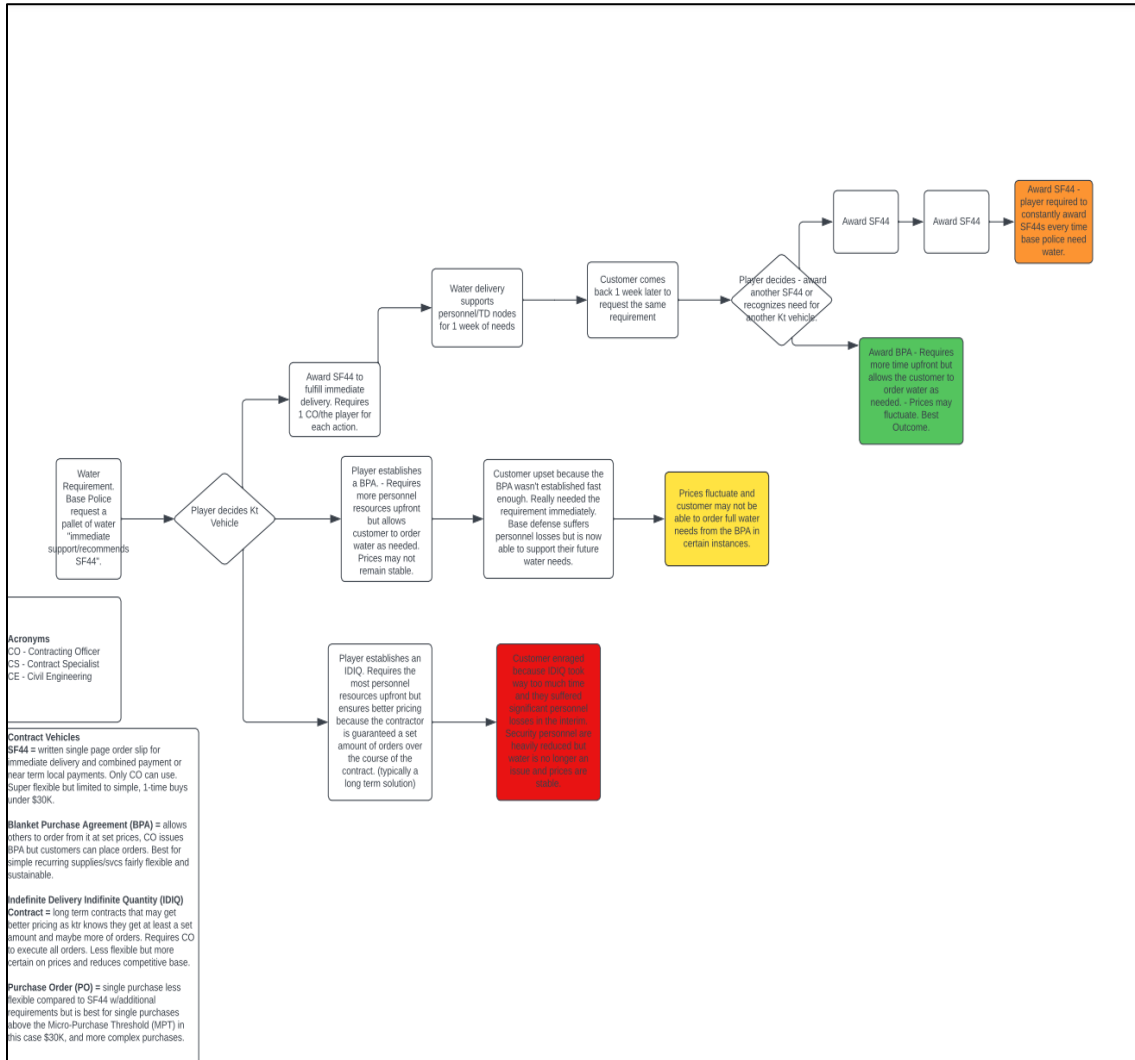 Award SF44 -
player required to
constantly award
SF44s every time
base police need
water.
Award SF44
Award SF44
Water delivery
supports
personnel/TD nodes
for 1 week of needs
Customer comes
back 1 week later to
request the same
requirement
Player decides - award
another SF44 or
recognizes need for
another Kt vehicle.
Award BPA - Requires
more time upfront but
allows the customer to
order water as
needed. - Prices may
fluctuate. Best
Outcome.
Award SF44 to
fulfill immediate
delivery. Requires
1 CO/the player for
each action.
Water
Requirement.
Base Police
request a
pallet of water
"immediate
support/recommends
SF44".
Player decides Kt
Vehicle
Player establishes
a BPA. - Requires
more personnel
resources upfront
but allows
customer to order
water as needed.
Prices may not
remain stable.
Customer upset because the
BPA wasn't established fast
enough. Really needed the
requirement immediately.
Base defense suffers
personnel losses but is now
able to support their future
water needs.
Prices fluctuate and
customer may not be
able to order full water
needs from the BPA in
certain instances.
Player establishes an
IDIQ. Requires the
most personnel
resources upfront but
ensures better pricing
because the contractor
is guaranteed a set
amount of orders over
the course of the
contract. (typically a
long term solution)
Customer enraged
because IDIQ took
way too much time
and they suffered
significant personnel
losses in the interim.
Security personnel are
heavily reduced but
water is no longer an
issue and prices are
stable.
Acronyms
CO - Contracting Officer
CS - Contract Specialist
CE - Civil Engineering
Contract Vehicles
SF44 = written single page order slip for
immediate delivery and combined payment or
near term local payments. Only CO can use.
Super flexible but limited to simple, 1-time buys
under $30K.
Blanket Purchase Agreement (BPA) = allows
others to order from it at set prices, CO issues
BPA but customers can place orders. Best for
simple recurring supplies/svcs fairly flexible and
sustainable.
Indefinite Delivery Indifinite Quantity (IDIQ)
Contract = long term contracts that may get
better pricing as ktr knows they get at least a set
amount and maybe more of orders. Requires CO
to execute all orders. Less flexible but more
certain on prices and reduces competitive base.
Purchase Order (PO) = single purchase less
flexible compared to SF44 w/additional
requirements but is best for single purchases
above the Micro-Purchase Threshold (MPT) in
this case $30K, and more complex purchases.